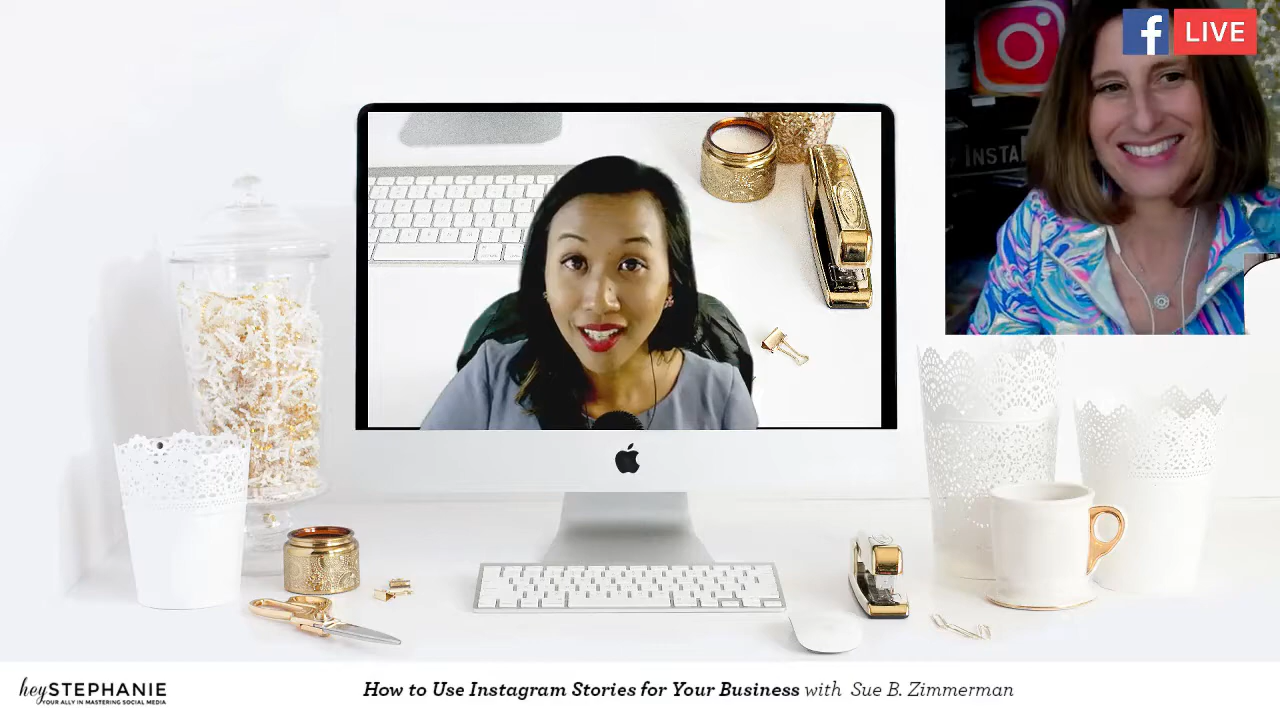 f LIVE
INSTA
heySTEPHANIE
YOUR ALLY IN MASTERING SOCIAL MEDIA
How to Use Instagram Stories for Your Business with Sue B. Zimmerman